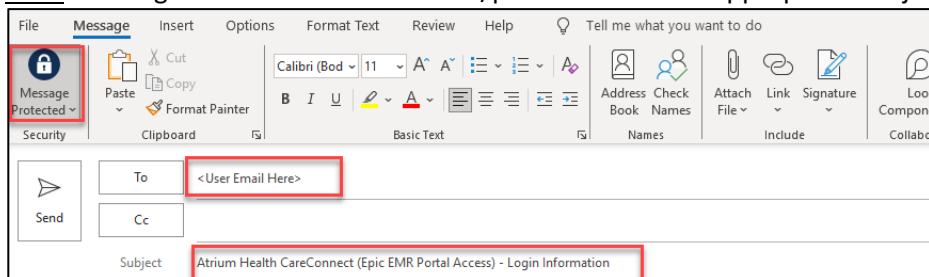 File Message Insert Options Format Text Review Help Tell me what you want to do
Message Protected
Paste
Cut
Copy
Format Painter
Calibri (Bod 11 A^ A˅
B I U A
Address Book
Check Names
Attach File
Link
Signature
Security
Clipboard
Basic Text
Names
Include
Send
To <User Email Here>
Cc
Subject Atrium Health CareConnect (Epic EMR Portal Access) - Login Information